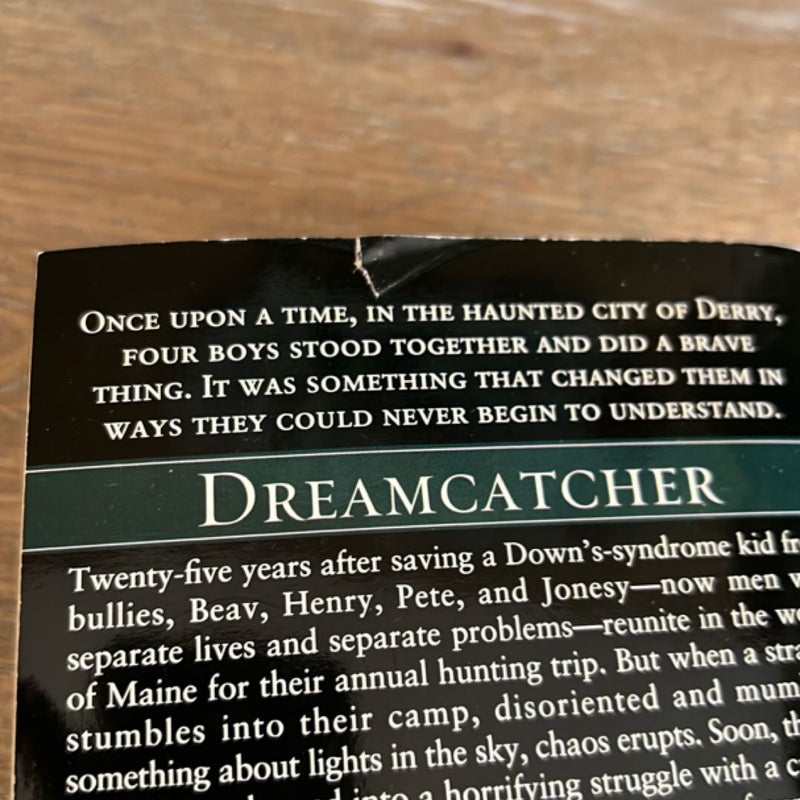 ONCE UPON A TIME, IN THE HAUNTED CITY OF DERRY,
FOUR BOYS STOOD TOGETHER AND DID A BRAVE
THING. IT WAS SOMETHING THAT CHANGED THEM IN
WAYS THEY COULD NEVER BEGIN TO UNDERSTAND.
DREAMCATCHER
Twenty-five years after saving a Down's-syndrome kid
bullies, Beav, Henry, Pete, and Jonesy—now men
separate lives and separate problems—reunite in the
of Maine for their annual hunting trip. But when a
stumbles into their camp, disoriented and
something about lights in the sky, chaos erupts. Soon,
into a horrifying struggle with a